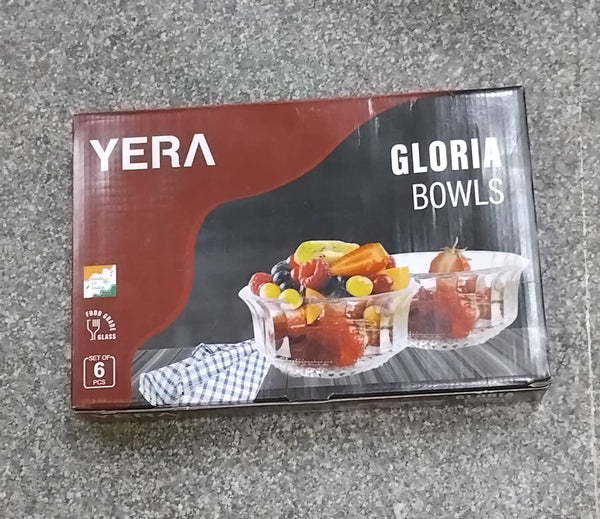 YERA
GLORIA
BOWLS
FOOD GRADE
GLASS
SET OF
6
PCS